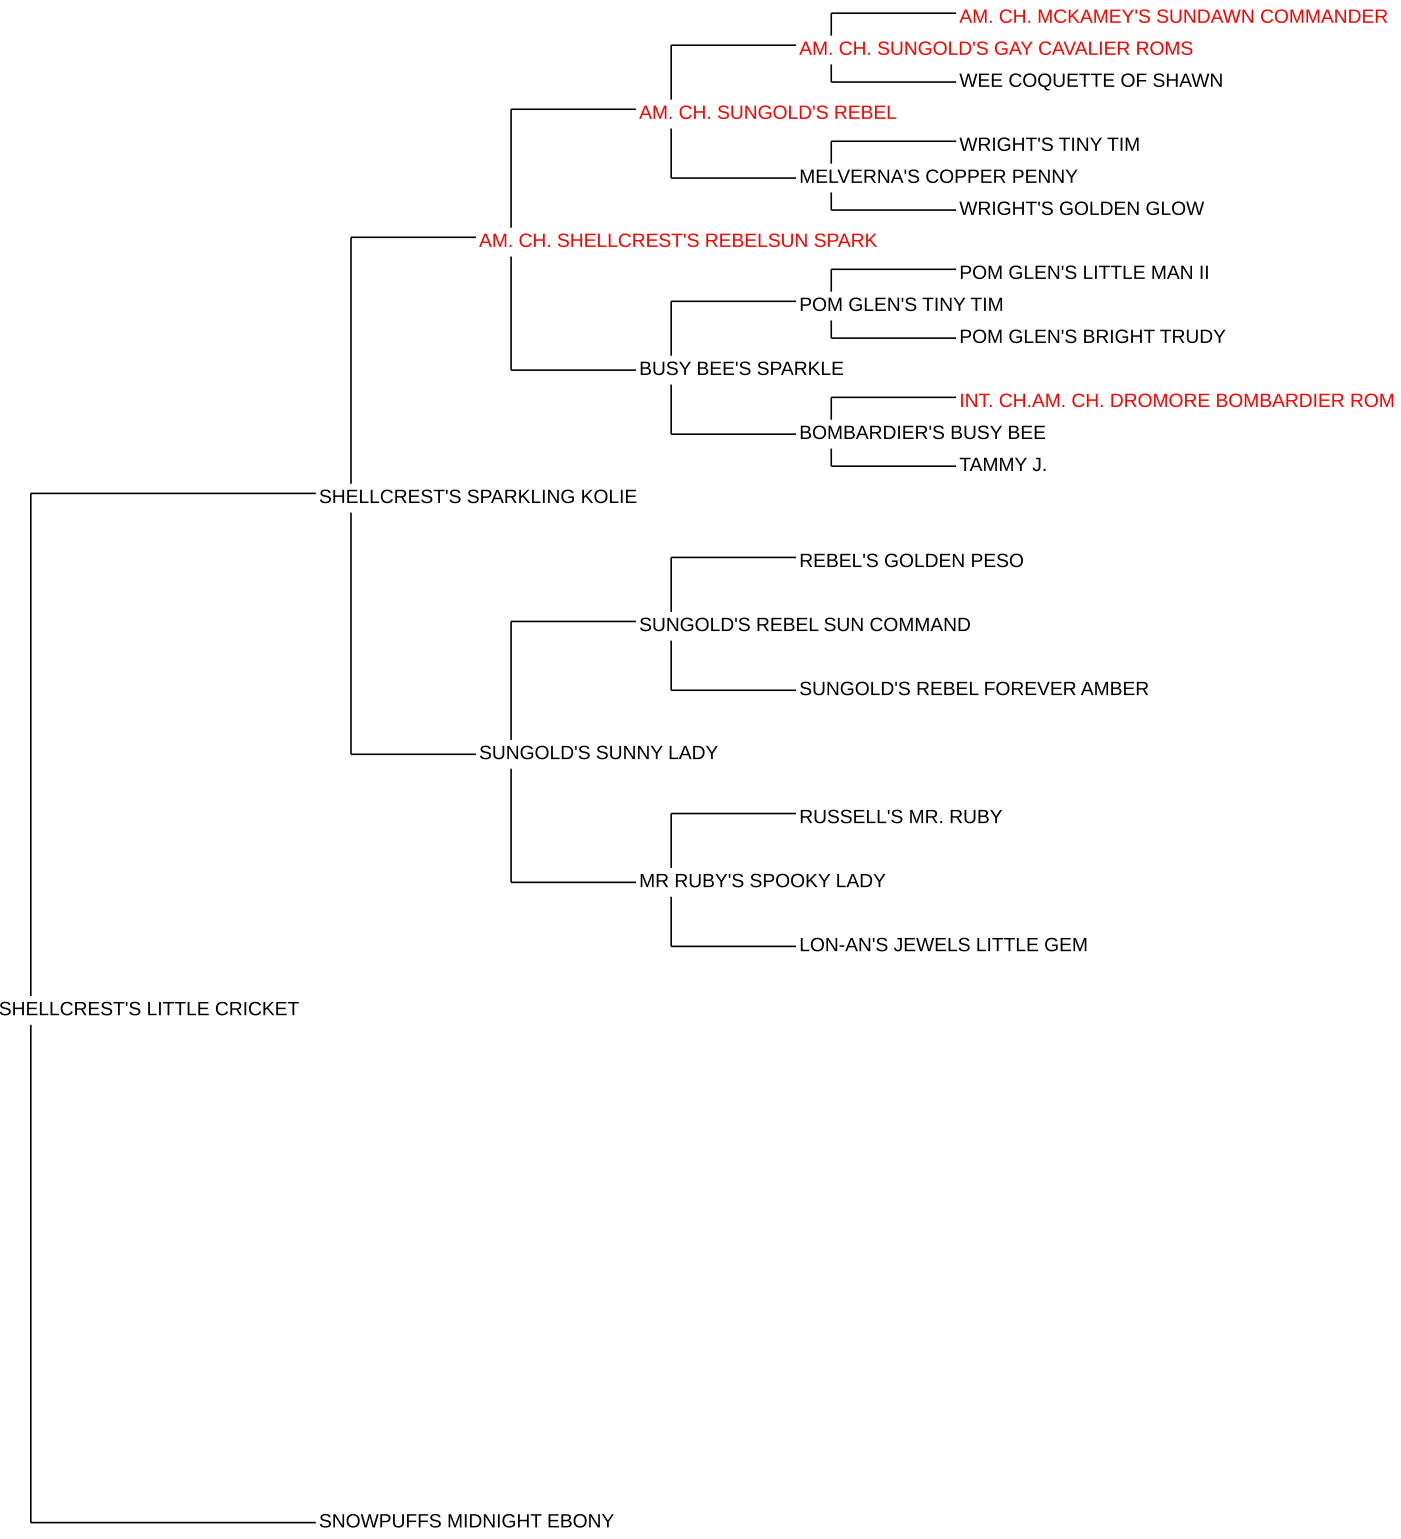 AM. CH. MCKAMEY'S SUNDAWN COMMANDER
AM. CH. SUNGOLD'S GAY CAVALIER ROMS
WEE COQUETTE OF SHAWN
AM. CH. SUNGOLD'S REBEL
WRIGHT'S TINY TIM
MELVERNA'S COPPER PENNY
WRIGHT'S GOLDEN GLOW
AM. CH. SHELLCREST'S REBELSUN SPARK
POM GLEN'S LITTLE MAN II
POM GLEN'S TINY TIM
POM GLEN'S BRIGHT TRUDY
BUSY BEE'S SPARKLE
INT. CH.AM. CH. DROMORE BOMBARDIER ROM
BOMBARDIER'S BUSY BEE
TAMMY J.
SHELLCREST'S SPARKLING KOLIE
REBEL'S GOLDEN PESO
SUNGOLD'S REBEL SUN COMMAND
SUNGOLD'S REBEL FOREVER AMBER
SUNGOLD'S SUNNY LADY
RUSSELL'S MR. RUBY
MR RUBY'S SPOOKY LADY
LON-AN'S JEWELS LITTLE GEM
SHELLCREST'S LITTLE CRICKET
SNOWPUFFS MIDNIGHT EBONY